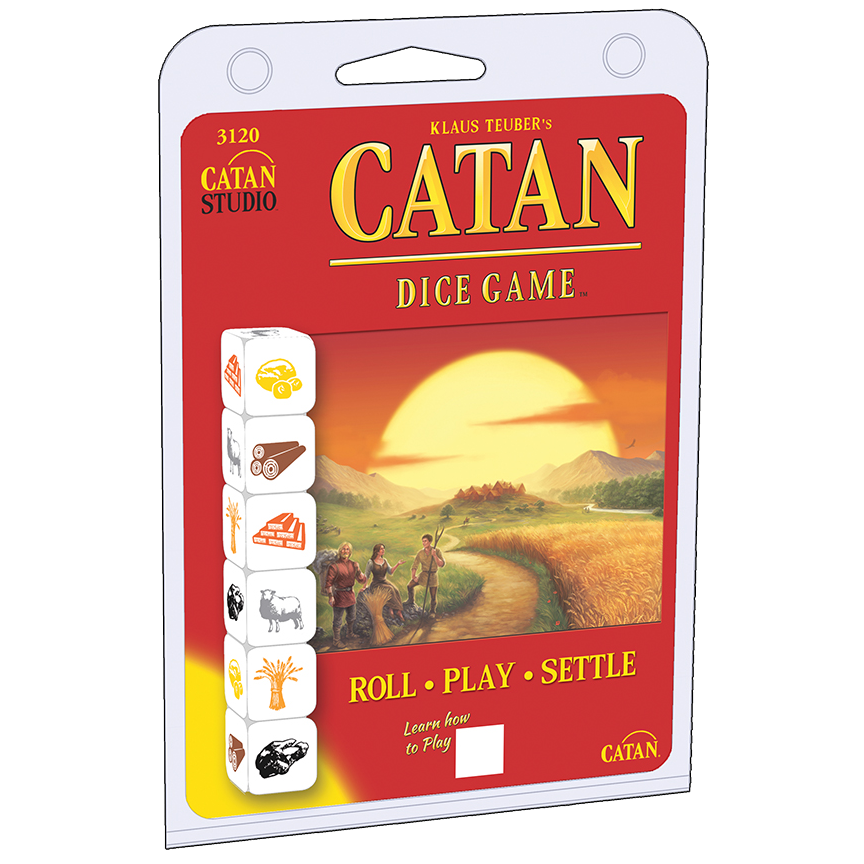 3120
CATAN
STUDIO
KLAUS TEUBER's
CATAN
DICE GAME™
ROLL • PLAY • SETTLE
Learn how
to Play
CATAN